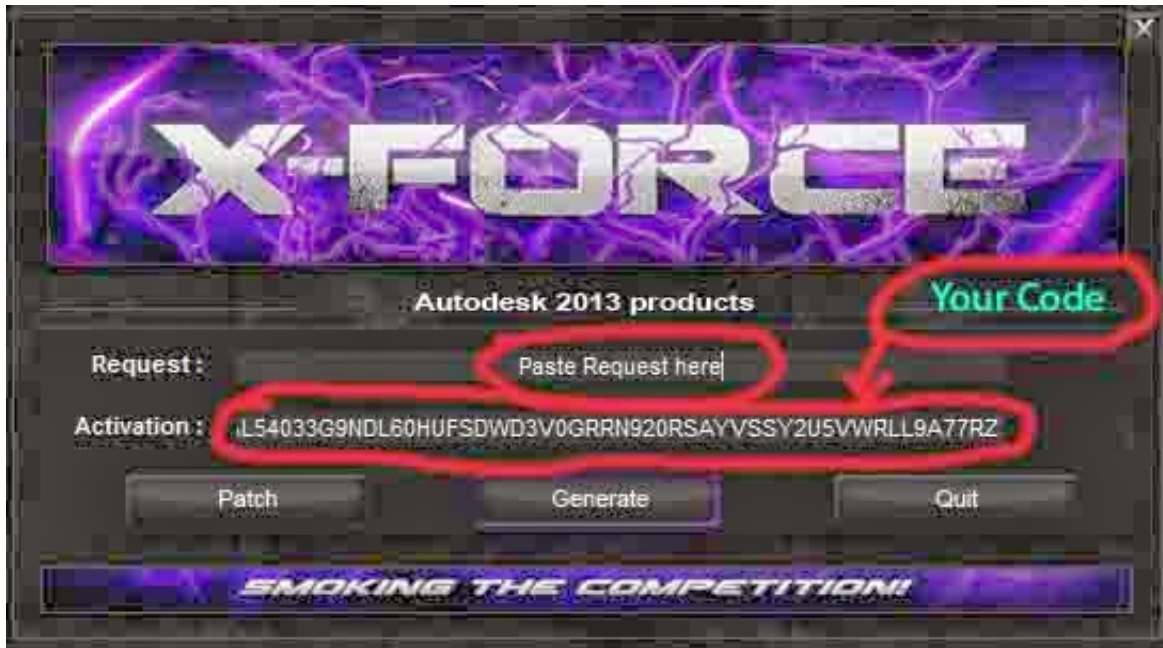 X
X-FORCE
Autodesk 2013 products
Your Code
Request :
Paste Request here
Activation :
L54033G9NDL60HUFSDWD3V0GRRN920RSAYVSSY2U5VWRLL9A77RZ
Patch
Generate
Quit
SMOKING THE COMPETITION!